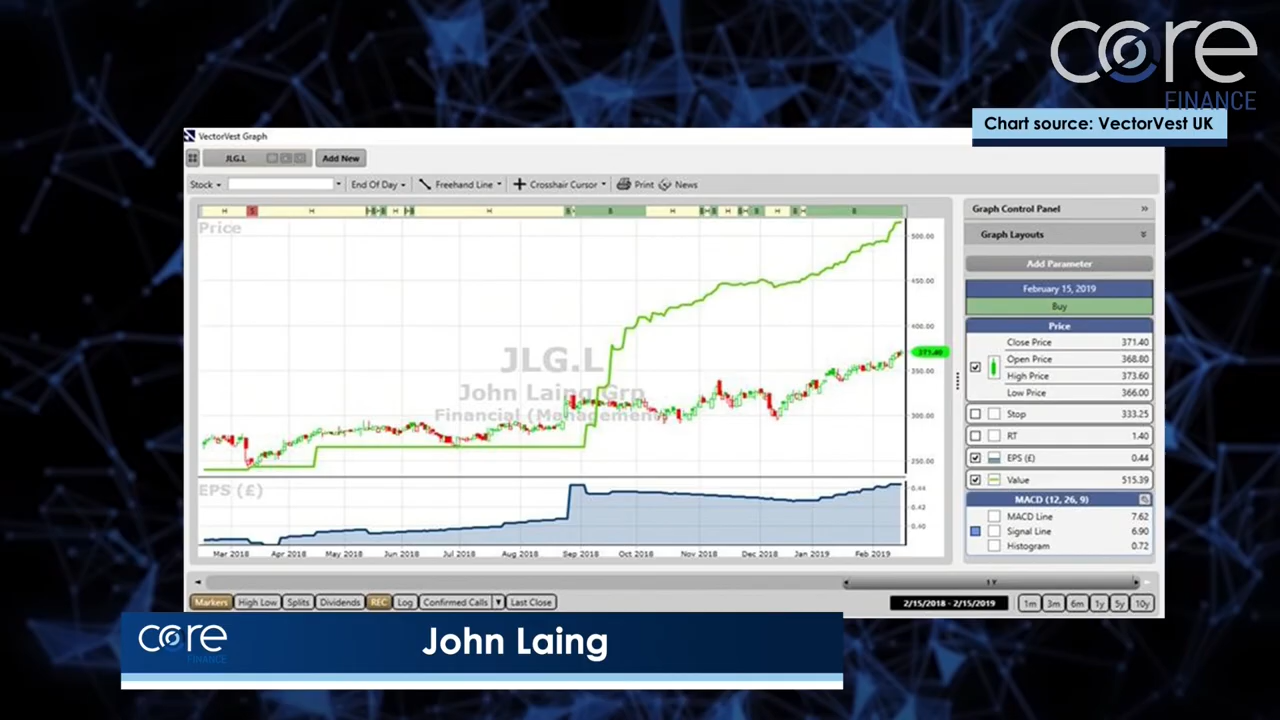 core
FINANCE
Chart source: VectorVest UK
VectorVest Graph
JLG.L
Add New
Stock
End Of Day
Freehand Line
Crosshair Cursor
Print
News
H S H H H H B B H H H B H B
Price
500.00
450.00
400.00
371.40
350.00
300.00
250.00
JLG.L
John Laing Grp
Financial (Management
EPS (£)
0.44
0.42
0.40
Mar 2018 Apr 2018 May 2018 Jun 2018 Jul 2018 Aug 2018 Sep 2018 Oct 2018 Nov 2018 Dec 2018 Jan 2019 Feb 2019
Graph Control Panel
Graph Layouts
Add Parameter
February 15, 2019
Buy
Price
Close Price 371.40
Open Price 368.80
High Price 373.60
Low Price 366.00
Stop 333.25
RT 1.40
EPS (£) 0.44
Value 515.39
MACD (12, 26, 9)
MACD Line 7.62
Signal Line 6.90
Histogram 0.72
1 Y
Markers High Low Splits Dividends REC Log Confirmed Calls Last Close
2/15/2018 - 2/15/2019
1m 3m 6m 1y 5y 10y
core
FINANCE
John Laing